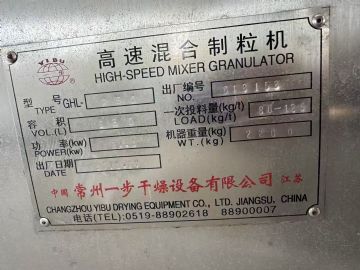 YIBU
高速混合制粒机
HIGH-SPEED MIXER GRANULATOR
型号 TYPE GHL- 出厂编号 NO.
容积 VOL.(L) 一次投料量(kg/t) LOAD(kg/t) 80-125
功率(kw) POWER(kw) 机器重量(kg) WT.(kg) 2200
出厂日期 DATE
中国 常州一步干燥设备有限公司 江苏
CHANGZHOU YIBU DRYING EQUIPMENT CO., LTD. JIANGSU, CHINA
电话(TEL):0519-88902618 88900007